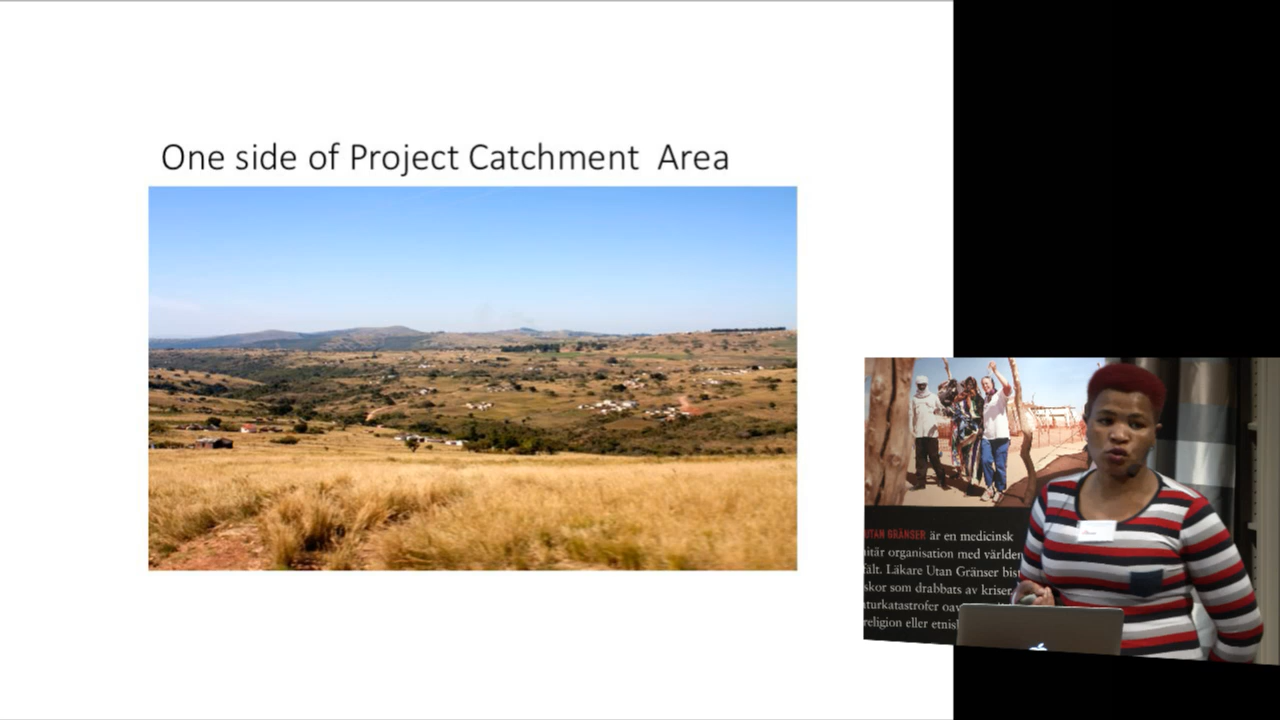 One side of Project Catchment Area
UTAN GRÄNSER är en medicinsk
itär organisation med världen
fält. Läkare Utan Gränser bist
skor som drabbats av kriser,
aturkatastrofer oav
religion eller etnis